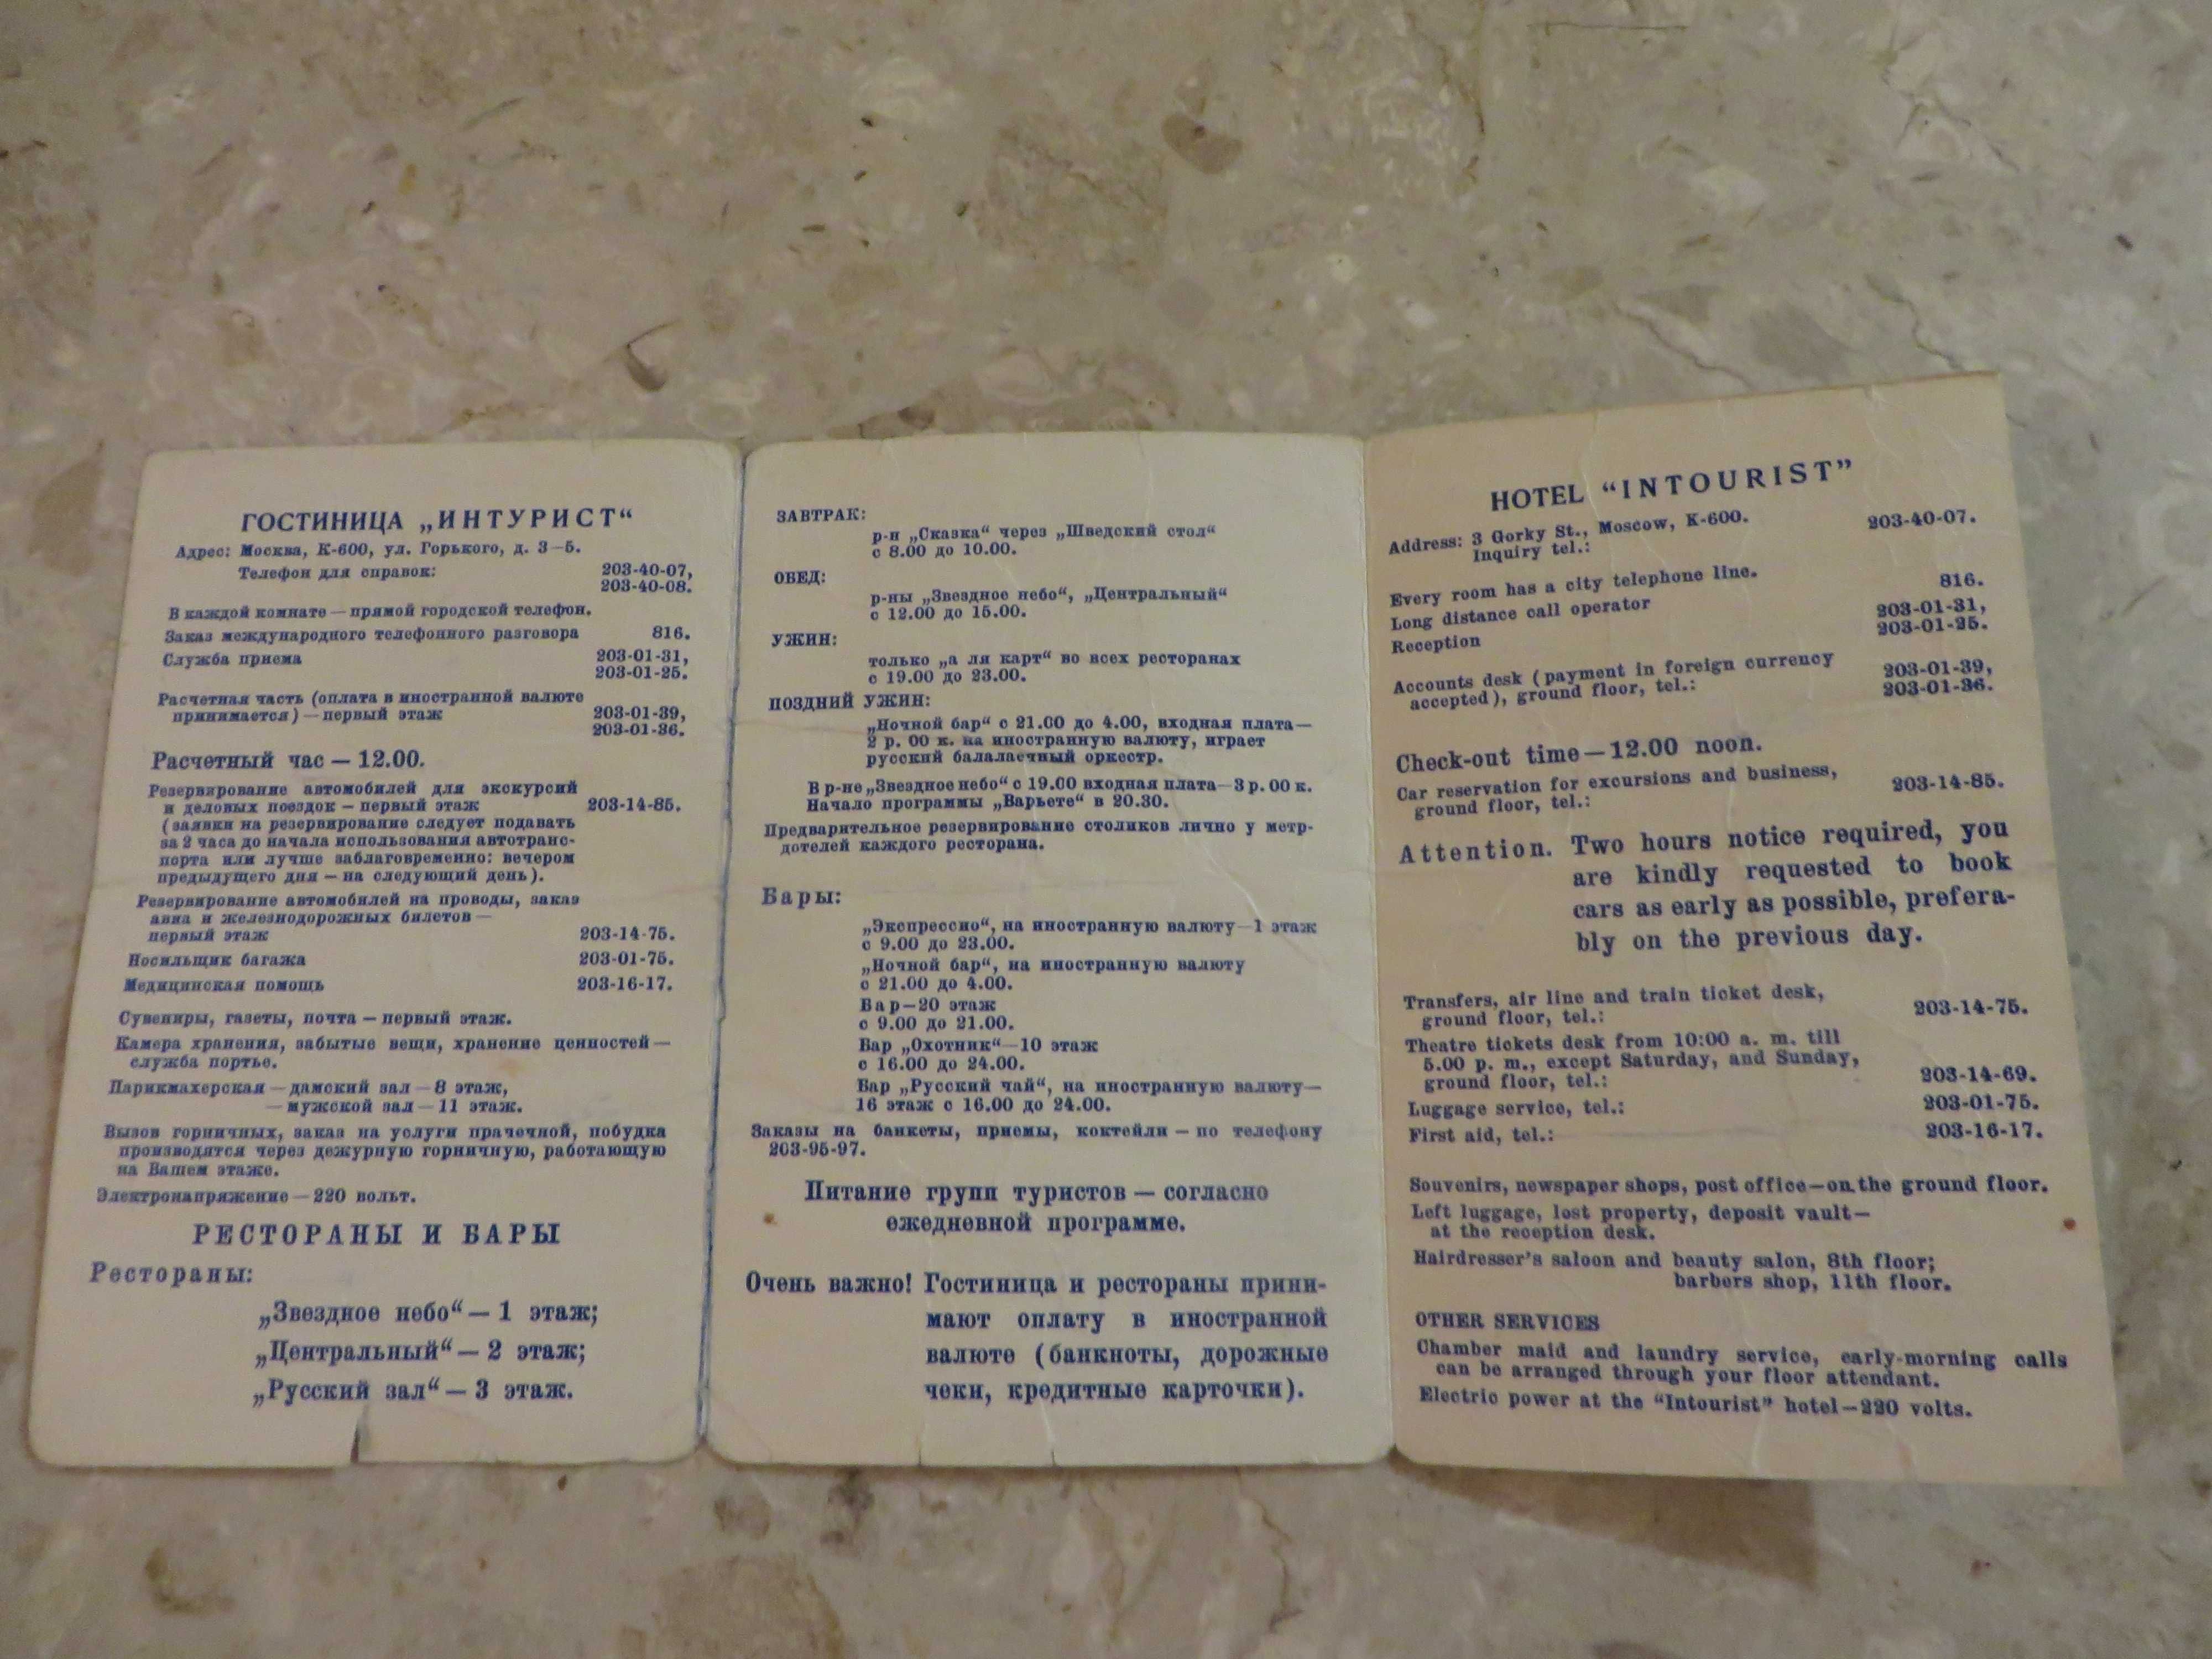 ГОСТИНИЦА „ИНТУРИСТ“
Адрес: Москва, К-600, ул. Горького, д. 3—5.
Телефон для справок: 203-40-07,
203-40-08.
В каждой комнате — прямой городской телефон.
Заказ международного телефонного разговора 816.
Служба приема 203-01-31,
203-01-25.
Расчетная часть (оплата в иностранной валюте
принимается) — первый этаж 203-01-39,
203-01-36.
Расчетный час — 12.00.
Резервирование автомобилей для экскурсий
и деловых поездок — первый этаж 203-14-85.
(заявки на резервирование следует подавать
за 2 часа до начала использования автотранс-
порта или лучше заблаговременно: вечером
предыдущего дня — на следующий день).
Резервирование автомобилей на проводы, заказ
авиа и железнодорожных билетов —
первый этаж 203-14-75.
Носильщик багажа 203-01-75.
Медицинская помощь 203-16-17.
Сувениры, газеты, почта — первый этаж.
Камера хранения, забытые вещи, хранение ценностей —
служба портье.
Парикмахерская — дамский зал — 8 этаж,
— мужской зал — 11 этаж.
Вызов горничных, заказ на услуги прачечной, побудка
производятся через дежурную горничную, работающую
на Вашем этаже.
Электронапряжение — 220 вольт.
РЕСТОРАНЫ И БАРЫ
Рестораны:
„Звездное небо“ — 1 этаж;
„Центральный“ — 2 этаж;
„Русский зал“ — 3 этаж.
ЗАВТРАК:
р-н „Сказка“ через „Шведский стол“
с 8.00 до 10.00.
ОБЕД:
р-ны „Звездное небо“, „Центральный“
с 12.00 до 15.00.
УЖИН:
только „а ля карт“ во всех ресторанах
с 19.00 до 23.00.
ПОЗДНИЙ УЖИН:
„Ночной бар“ с 21.00 до 4.00, входная плата —
2 р. 00 к. на иностранную валюту, играет
русский балалаечный оркестр.
В р-не „Звездное небо“ с 19.00 входная плата — 3 р. 00 к.
Начало программы „Варьете“ в 20.30.
Предварительное резервирование столиков лично у метр-
дотелей каждого ресторана.
Бары:
„Экспрессио“, на иностранную валюту — 1 этаж
с 9.00 до 23.00.
„Ночной бар“, на иностранную валюту
с 21.00 до 4.00.
Бар — 20 этаж
с 9.00 до 21.00.
Бар „Охотник“ — 10 этаж
с 16.00 до 24.00.
Бар „Русский чай“, на иностранную валюту —
16 этаж с 16.00 до 24.00.
Заказы на банкеты, приемы, коктейли — по телефону
203-95-97.
Питание групп туристов — согласно
ежедневной программе.
Очень важно! Гостиница и рестораны прини-
мают оплату в иностранной
валюте (банкноты, дорожные
чеки, кредитные карточки).
HOTEL “INTOURIST”
Address: 3 Gorky St., Moscow, K-600.
Inquiry tel.: 203-40-07.
Every room has a city telephone line.
Long distance call operator 816.
Reception 203-01-31,
203-01-25.
Accounts desk (payment in foreign currency
accepted), ground floor, tel.: 203-01-39,
203-01-36.
Check-out time — 12.00 noon.
Car reservation for excursions and business,
ground floor, tel.: 203-14-85.
Attention. Two hours notice required, you
are kindly requested to book
cars as early as possible, prefera-
bly on the previous day.
Transfers, air line and train ticket desk,
ground floor, tel.: 203-14-75.
Theatre tickets desk from 10:00 a. m. till
5.00 p. m., except Saturday, and Sunday,
ground floor, tel.: 203-14-69.
Luggage service, tel.: 203-01-75.
First aid, tel.: 203-16-17.
Souvenirs, newspaper shops, post office — on the ground floor.
Left luggage, lost property, deposit vault —
at the reception desk.
Hairdresser's saloon and beauty salon, 8th floor;
barbers shop, 11th floor.
OTHER SERVICES
Chamber maid and laundry service, early-morning calls
can be arranged through your floor attendant.
Electric power at the “Intourist” hotel — 220 volts.